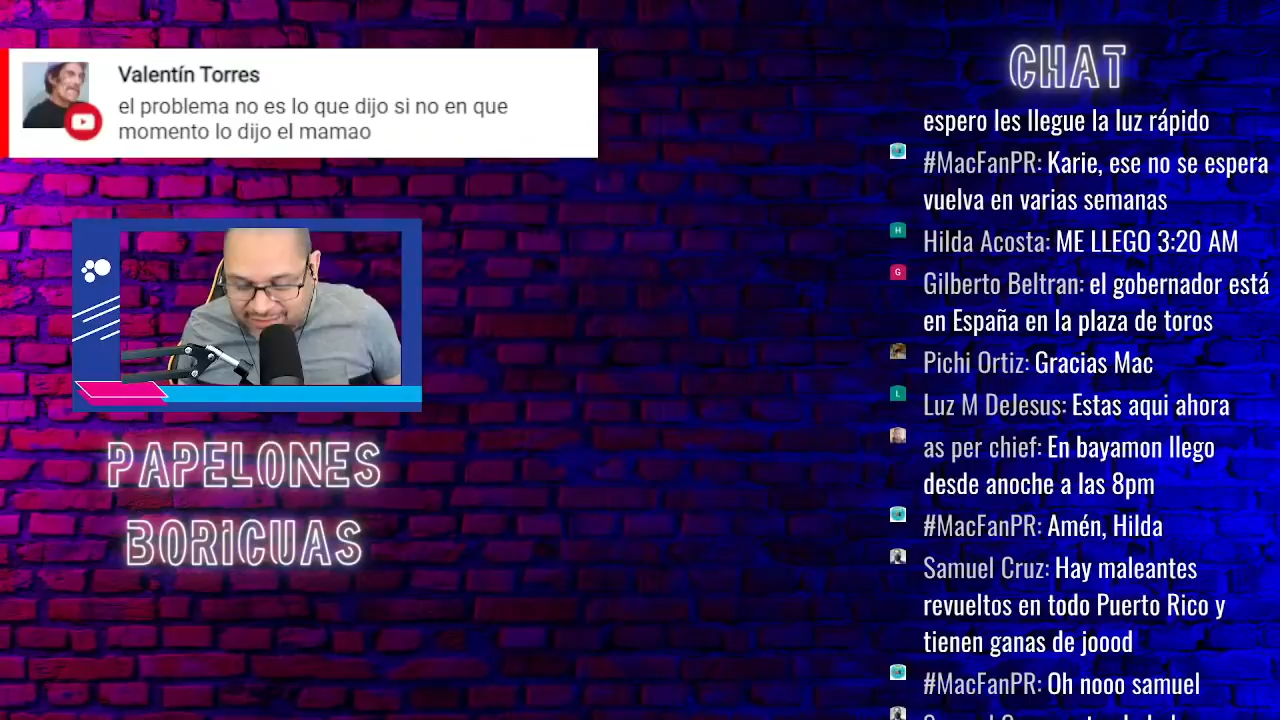 Valentín Torres
el problema no es lo que dijo si no en que
momento lo dijo el mamao
PAPELONES
BORICUAS
CHAT
espero les llegue la luz rápido
#MacFanPR: Karie, ese no se espera
vuelva en varias semanas
H
Hilda Acosta: ME LLEGO 3:20 AM
G
Gilberto Beltran: el gobernador está
en España en la plaza de toros
Pichi Ortiz: Gracias Mac
L
Luz M DeJesus: Estas aqui ahora
as per chief: En bayamon llego
desde anoche a las 8pm
#MacFanPR: Amén, Hilda
Samuel Cruz: Hay maleantes
revueltos en todo Puerto Rico y
tienen ganas de joood
#MacFanPR: Oh nooo samuel